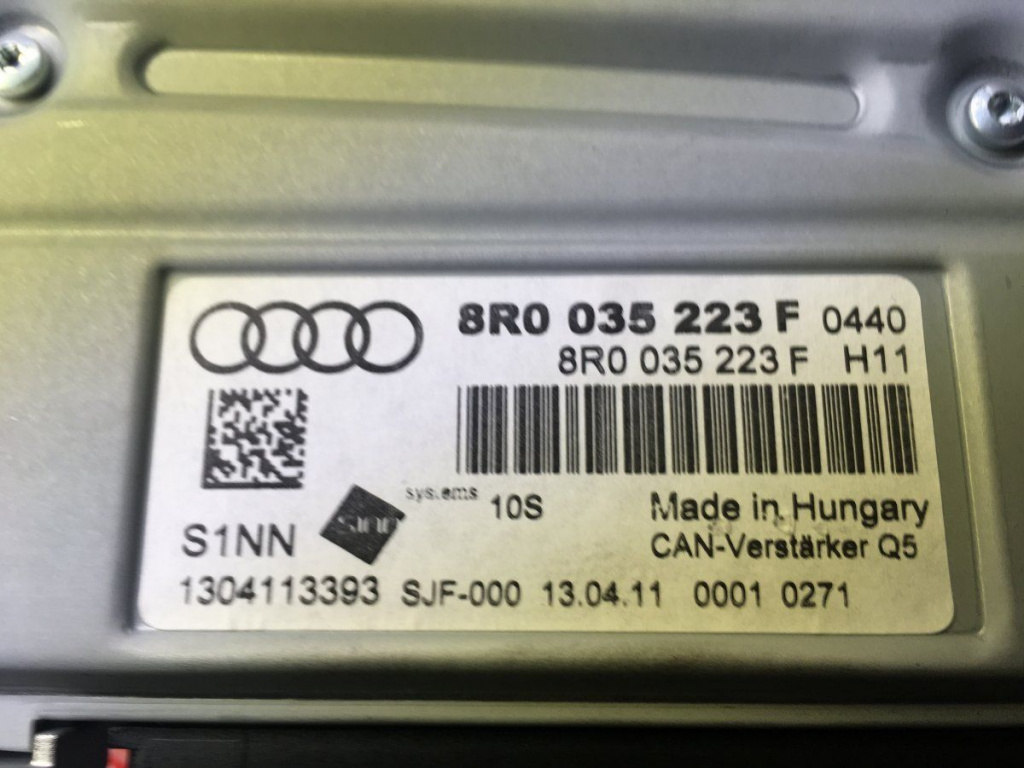 8R0 035 223 F 0440
8R0 035 223 F H11
sys.ems
10S
Made in Hungary
S1NN
CAN-Verstärker Q5
1304113393 SJF-000 13.04.11 0001 0271